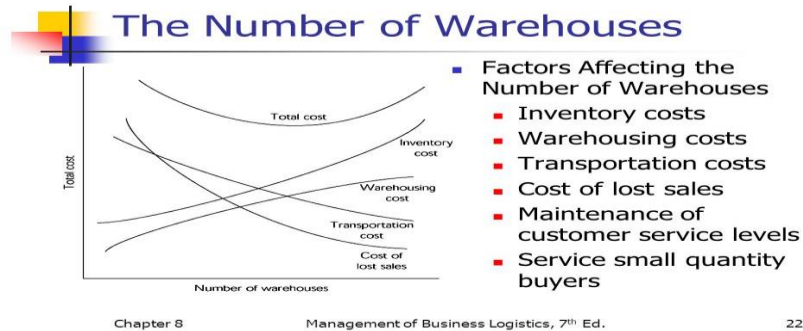 The Number of Warehouses
Total cost
Total cost
Inventory
cost
Warehousing
cost
Transportation
cost
Cost of
lost sales
Number of warehouses
Factors Affecting the
Number of Warehouses
Inventory costs
Warehousing costs
Transportation costs
Cost of lost sales
Maintenance of
customer service levels
Service small quantity
buyers
Chapter 8
Management of Business Logistics, 7th Ed.
22